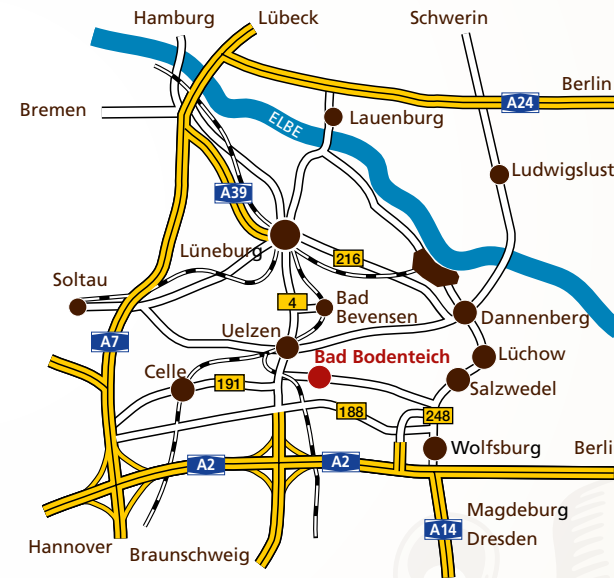 Hamburg
Lübeck
Schwerin
Berlin
A24
Bremen
ELBE
Lauenburg
Ludwigslust
A39
Lüneburg
216
Soltau
4
Bad
Bevensen
Dannenberg
Uelzen
A7
Bad Bodenteich
Lüchow
Celle
191
Salzwedel
188
248
Wolfsburg
Berli
A2
A2
Magdeburg
A14
Dresden
Hannover
Braunschweig